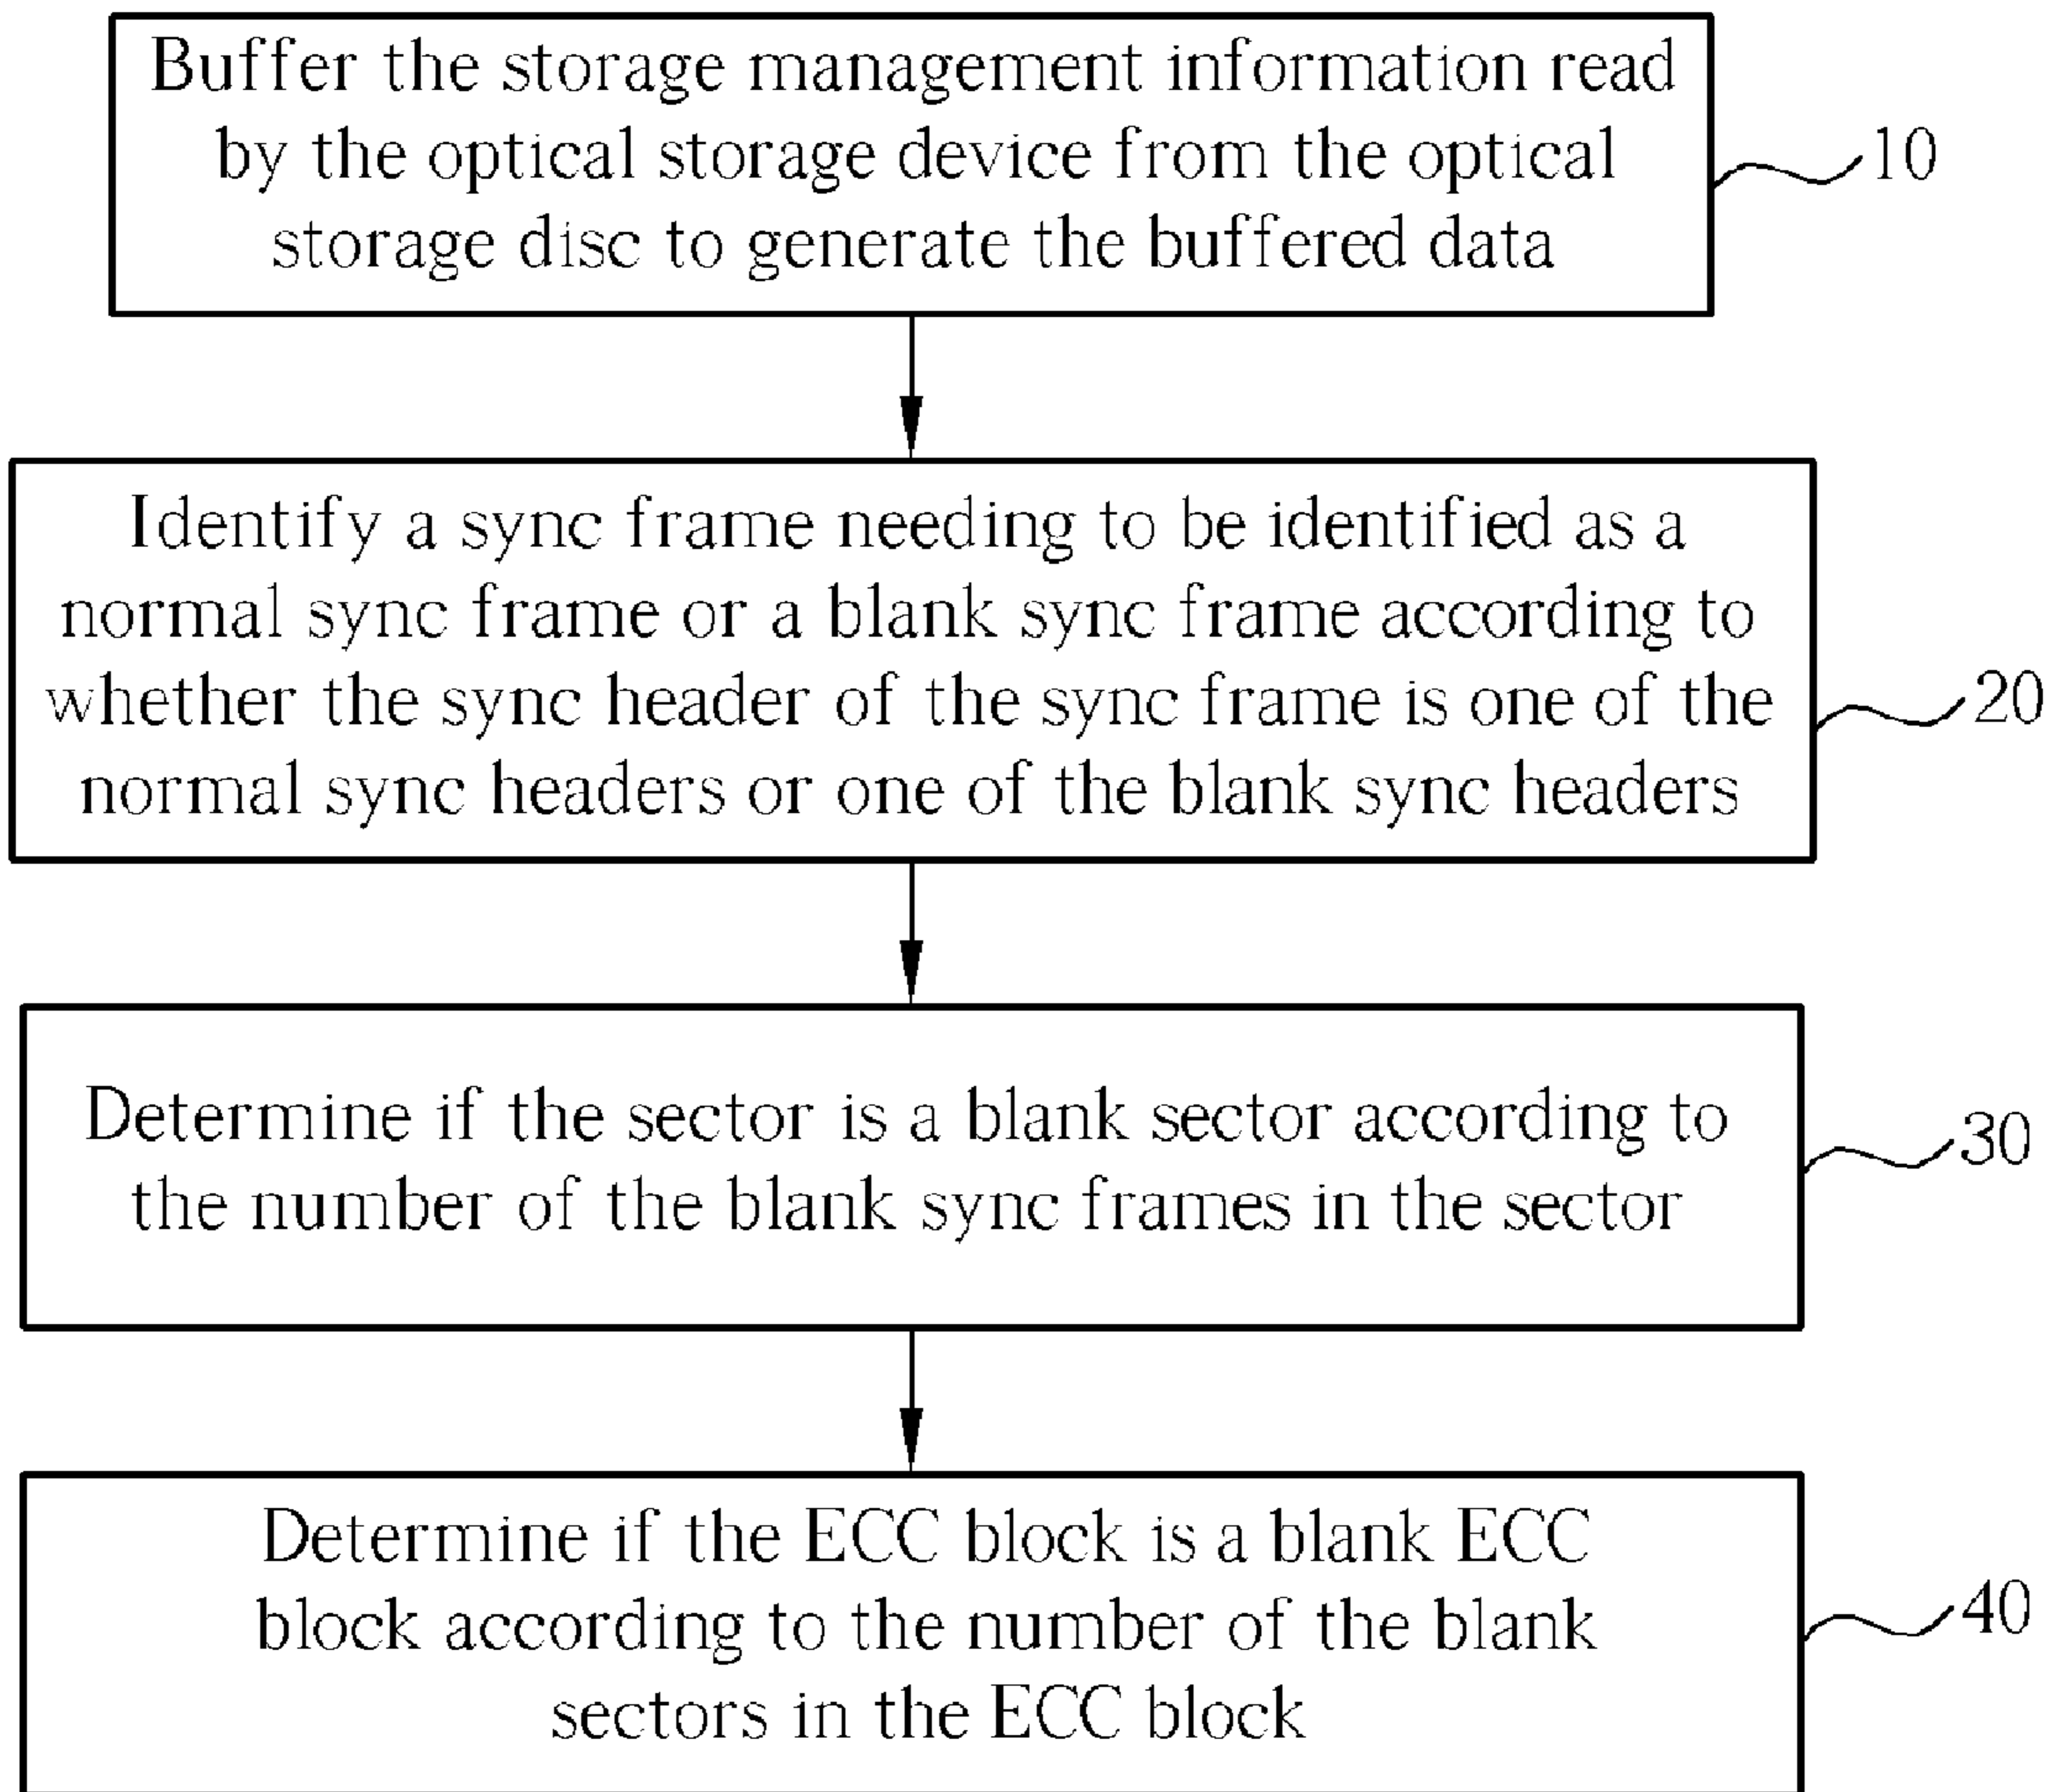 Buffer the storage management information read
by the optical storage device from the optical
storage disc to generate the buffered data
10
Identify a sync frame needing to be identified as a
normal sync frame or a blank sync frame according to
whether the sync header of the sync frame is one of the
normal sync headers or one of the blank sync headers
20
Determine if the sector is a blank sector according to
the number of the blank sync frames in the sector
30
Determine if the ECC block is a blank ECC
block according to the number of the blank
sectors in the ECC block
40